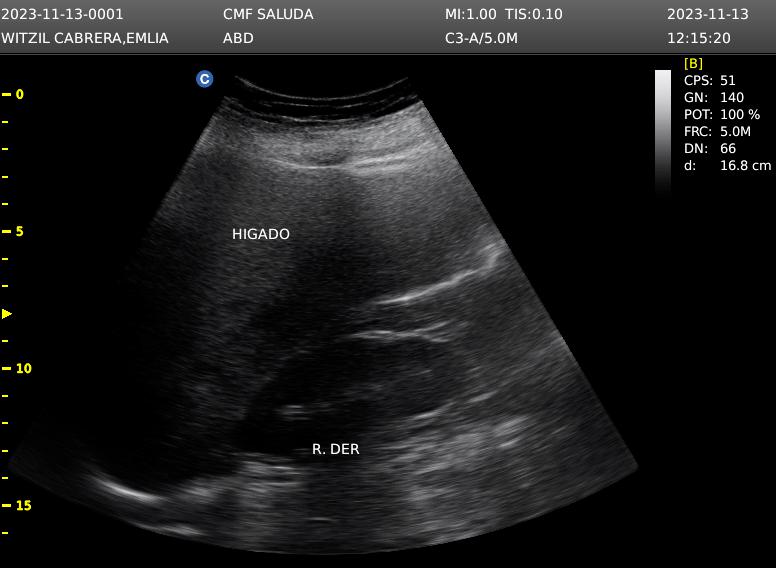 2023-11-13-0001 CMF SALUDA MI:1.00 TIS:0.10 2023-11-13
WITZIL CABRERA,EMLIA ABD C3-A/5.0M 12:15:20
C
[B]
CPS: 51
GN: 140
POT: 100 %
FRC: 5.0M
DN: 66
d: 16.8 cm
0
5
10
15
HIGADO
R. DER